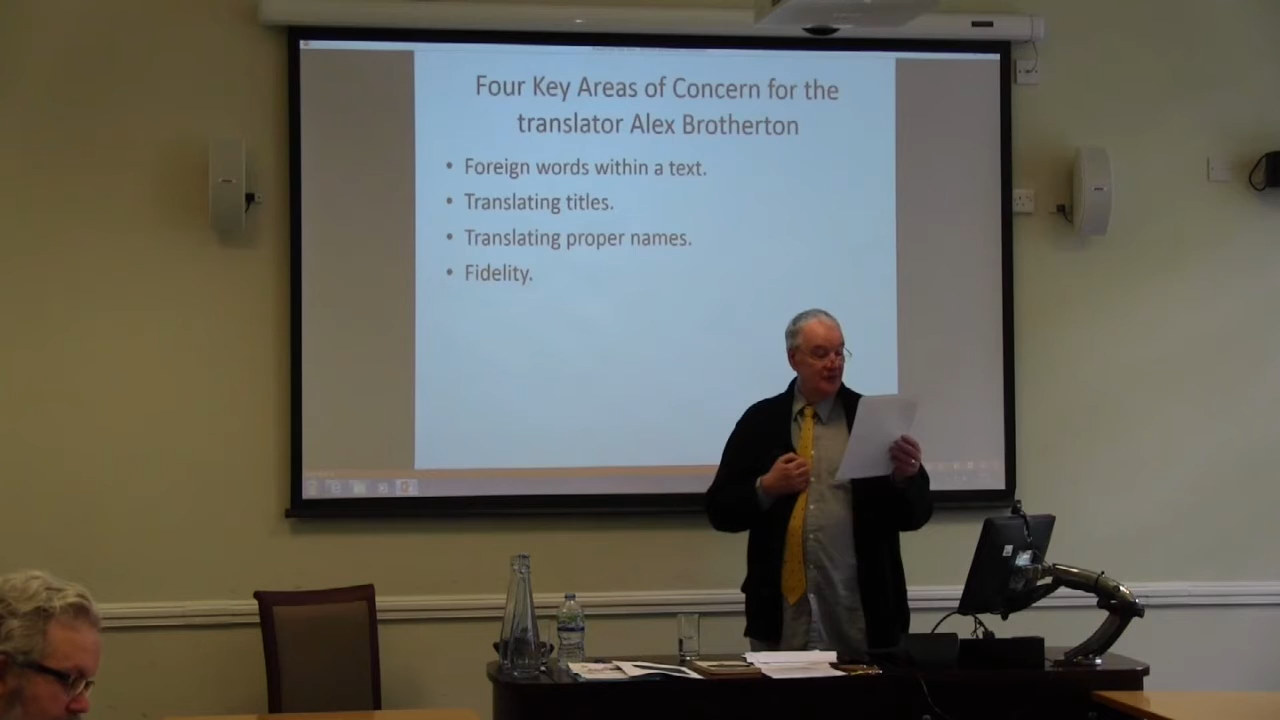 Four Key Areas of Concern for the
translator Alex Brotherton
• Foreign words within a text.
• Translating titles.
• Translating proper names.
• Fidelity.